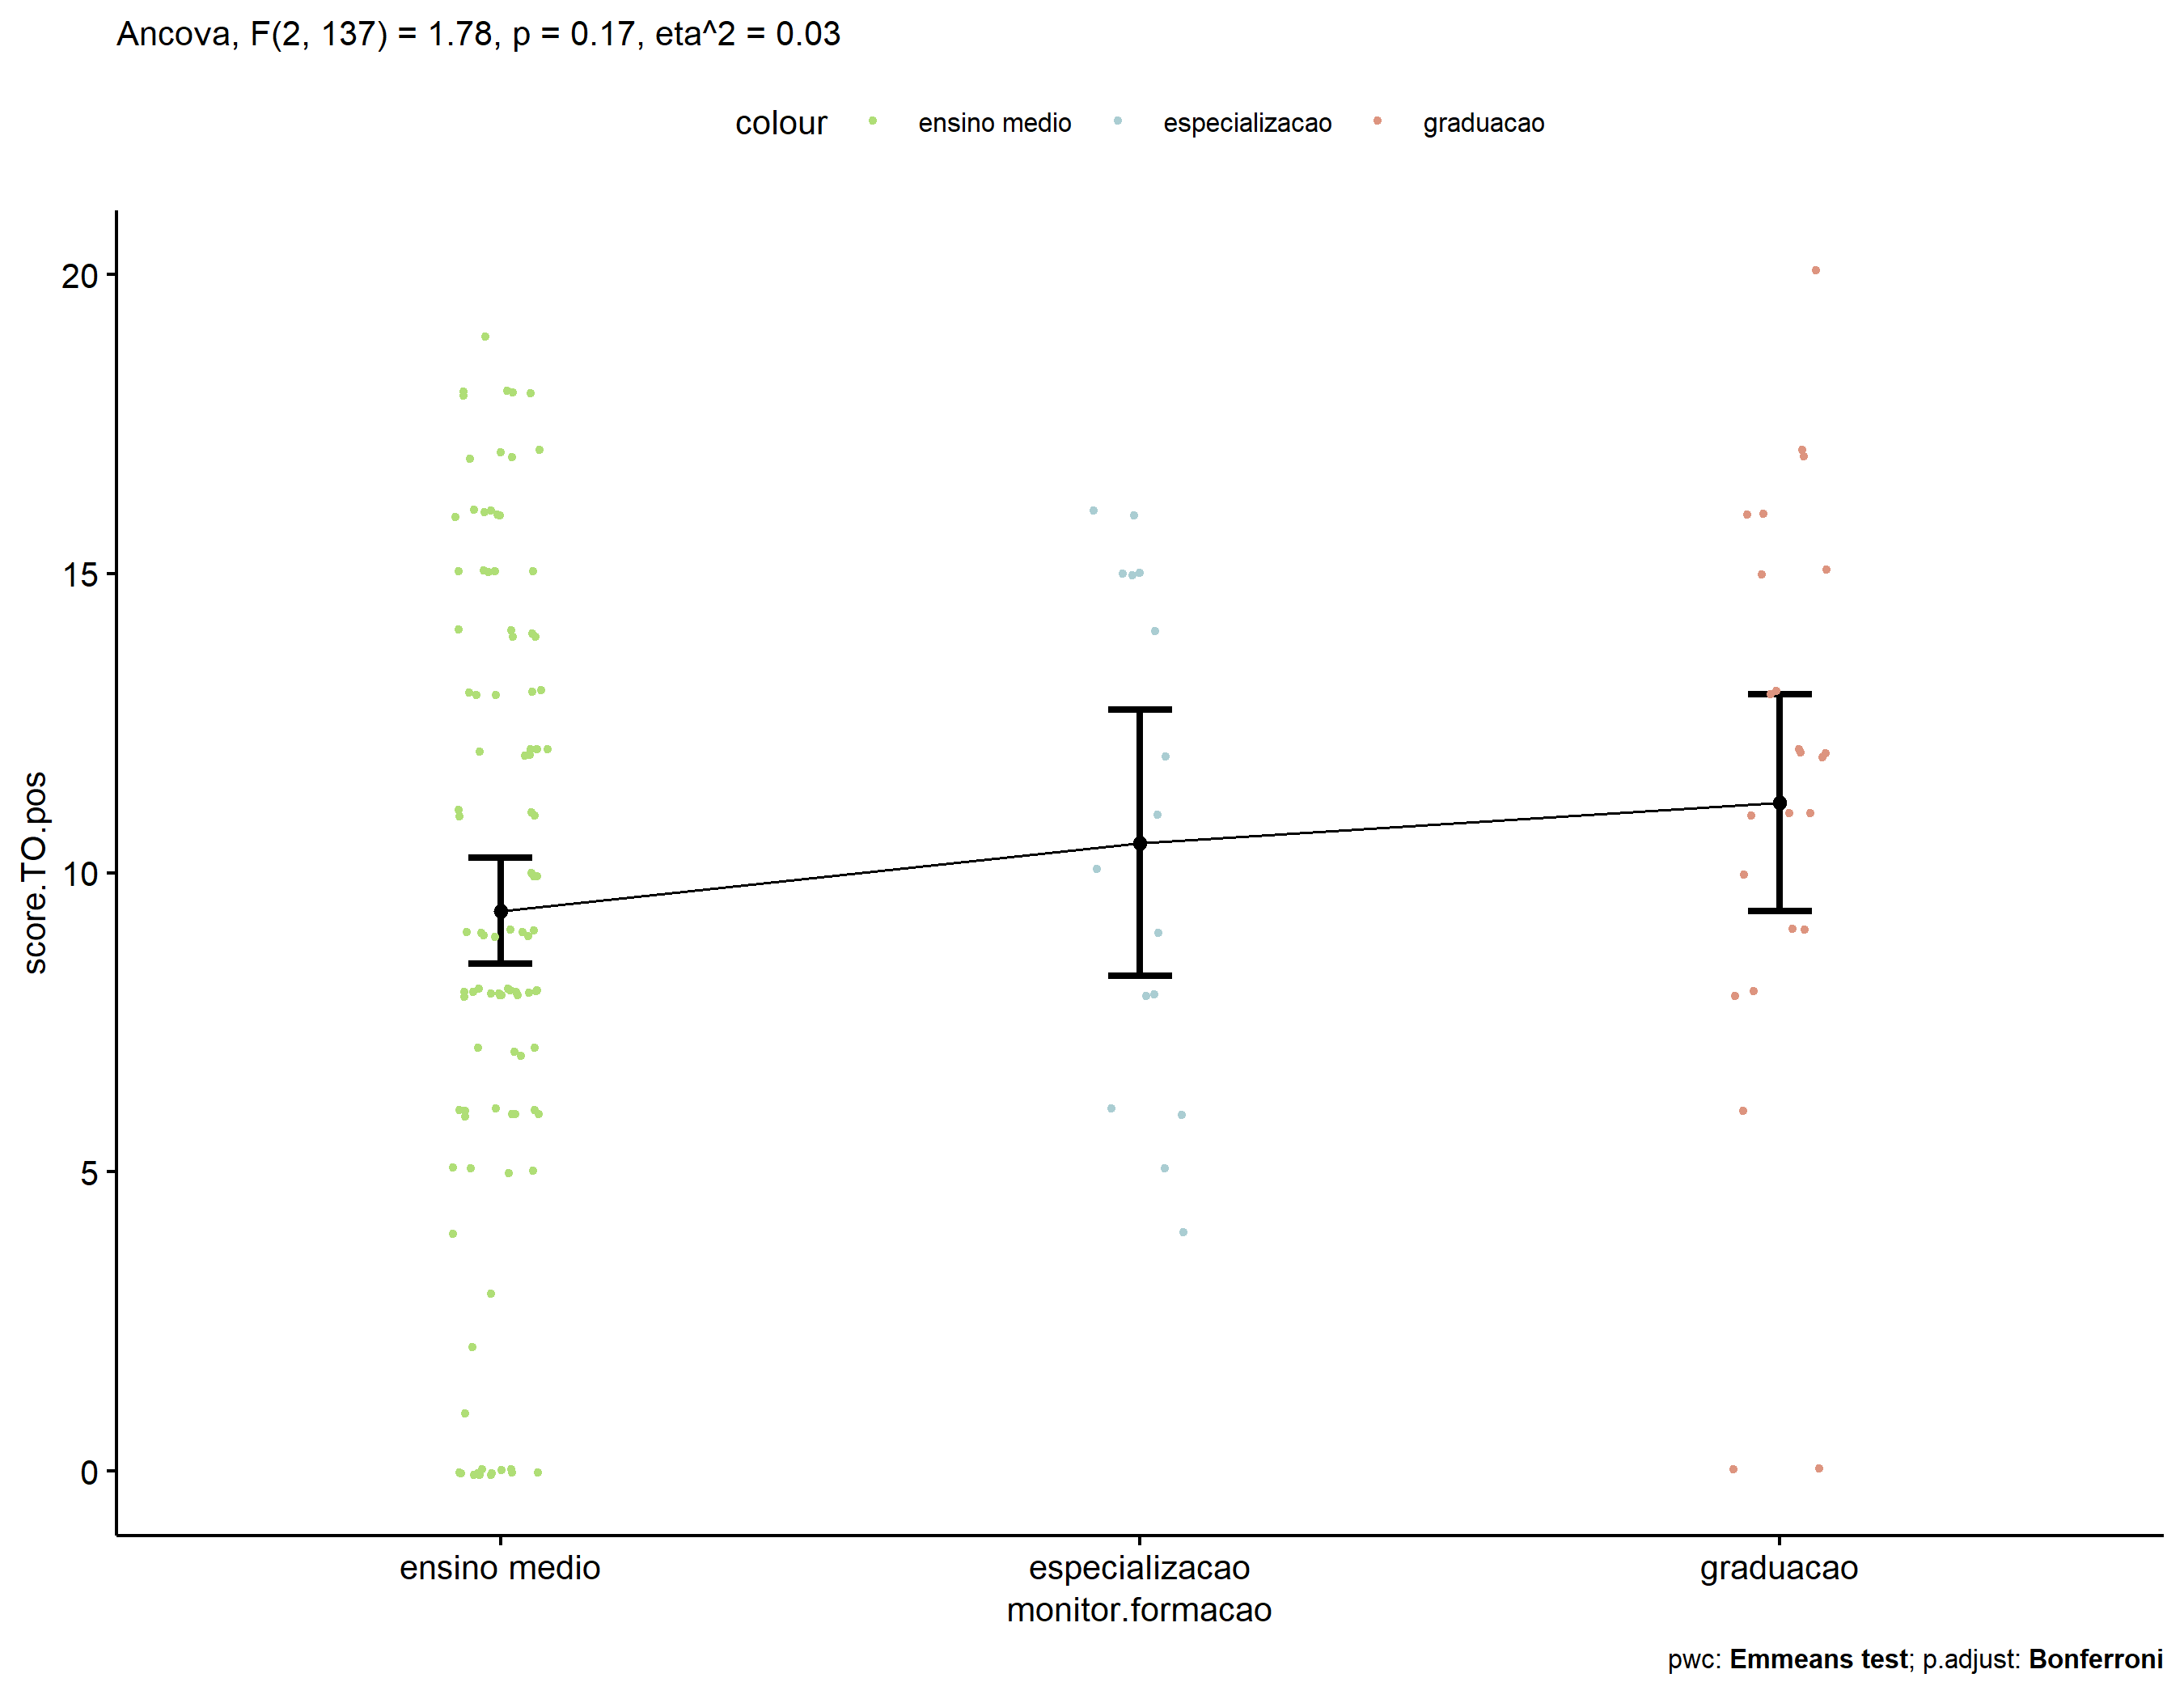 Ancova, F(2, 137) = 1.78, p = 0.17, eta^2 = 0.03
colour ensino medio especializacao graduacao
score.TO.pos
20
15
10
5
0
ensino medio especializacao graduacao
monitor.formacao
pwc: Emmeans test; p.adjust: Bonferroni